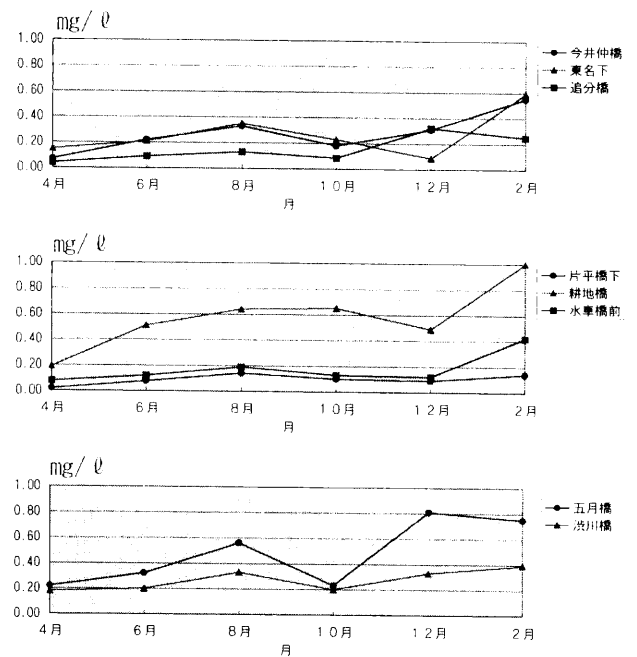 mg/ℓ
1.00
0.80
0.60
0.40
0.20
0.00
4月 6月 8月 10月 12月 2月
月
今井仲橋
東名下
追分橋
mg/ℓ
1.00
0.80
0.60
0.40
0.20
0.00
4月 6月 8月 10月 12月 2月
月
片平橋下
耕地橋
水車橋前
mg/ℓ
1.00
0.80
0.60
0.40
0.20
0.00
4月 6月 8月 10月 12月 2月
月
五月橋
渋川橋